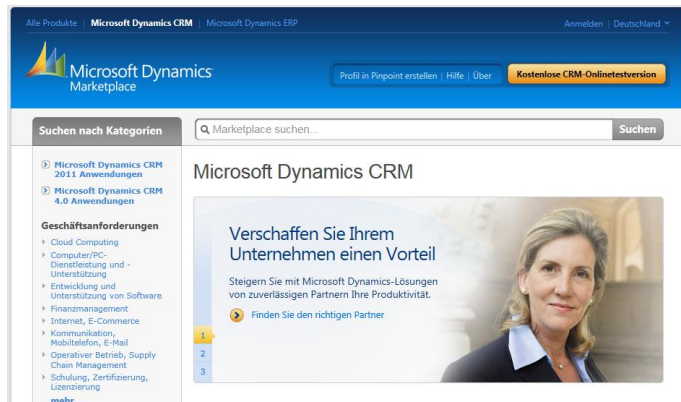 Alle Produkte | Microsoft Dynamics CRM | Microsoft Dynamics ERP
Anmelden | Deutschland
Microsoft Dynamics
Marketplace
Profil in Pinpoint erstellen | Hilfe | Über
Kostenlose CRM-Onlinetestversion
Suchen nach Kategorien
Marketplace suchen...
Suchen
Microsoft Dynamics CRM
2011 Anwendungen
Microsoft Dynamics CRM
4.0 Anwendungen
Geschäftsanforderungen
Cloud Computing
Computer/PC-
Dienstleistung und -
Unterstützung
Entwicklung und
Unterstützung von Software
Finanzmanagement
Internet, E-Commerce
Kommunikation,
Mobiltelefon, E-Mail
Operativer Betrieb, Supply
Chain Management
Schulung, Zertifizierung,
Lizenzierung
mehr
Microsoft Dynamics CRM
Verschaffen Sie Ihrem
Unternehmen einen Vorteil
Steigern Sie mit Microsoft Dynamics-Lösungen
von zuverlässigen Partnern Ihre Produktivität.
Finden Sie den richtigen Partner
1
2
3